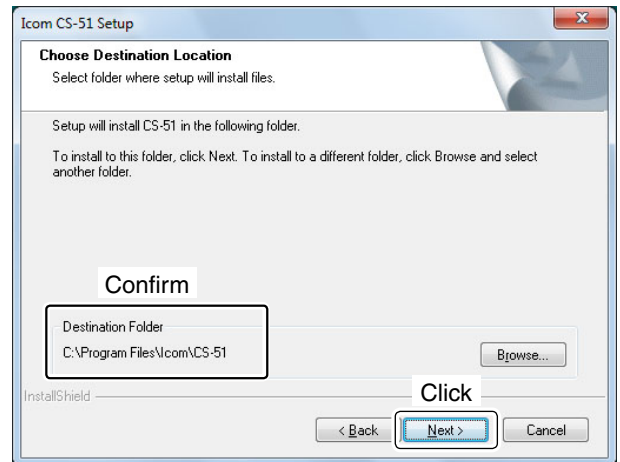 Icom CS-51 Setup
Choose Destination Location
Select folder where setup will install files.
Setup will install CS-51 in the following folder.
To install to this folder, click Next. To install to a different folder, click Browse and select
another folder.
Confirm
Destination Folder
C:\Program Files\Icom\CS-51
Browse...
InstallShield
Click
< Back
Next >
Cancel